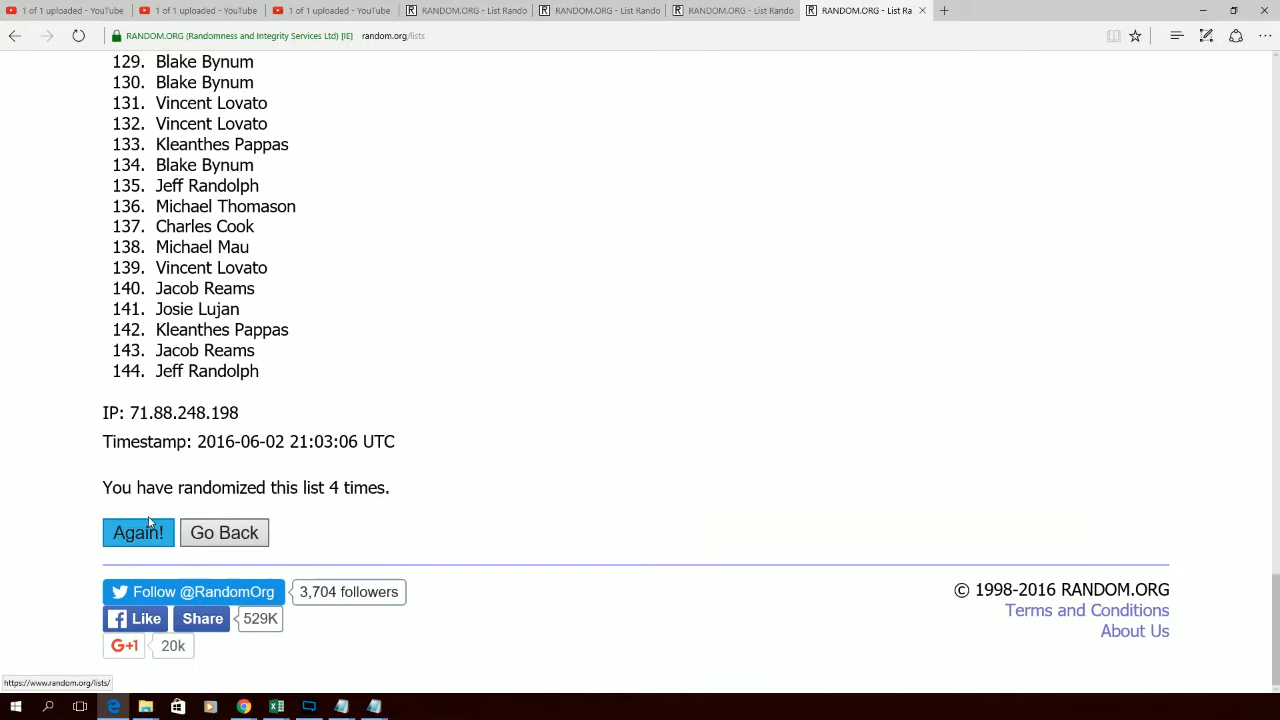 1 of 1 uploaded - YouTube
1 of 1 uploaded - YouTube
1 of 1 uploaded - YouTube
RANDOM.ORG - List Rando
RANDOM.ORG - List Rando
RANDOM.ORG - List Rando
RANDOM.ORG - List Ra
RANDOM.ORG (Randomness and Integrity Services Ltd) [IE] random.org/lists
129. Blake Bynum
130. Blake Bynum
131. Vincent Lovato
132. Vincent Lovato
133. Kleanthes Pappas
134. Blake Bynum
135. Jeff Randolph
136. Michael Thomason
137. Charles Cook
138. Michael Mau
139. Vincent Lovato
140. Jacob Reams
141. Josie Lujan
142. Kleanthes Pappas
143. Jacob Reams
144. Jeff Randolph
IP: 71.88.248.198
Timestamp: 2016-06-02 21:03:06 UTC
You have randomized this list 4 times.
Again! Go Back
Follow @RandomOrg 3,704 followers
Like Share 529K
G+1 20k
© 1998-2016 RANDOM.ORG
Terms and Conditions
About Us
https://www.random.org/lists/